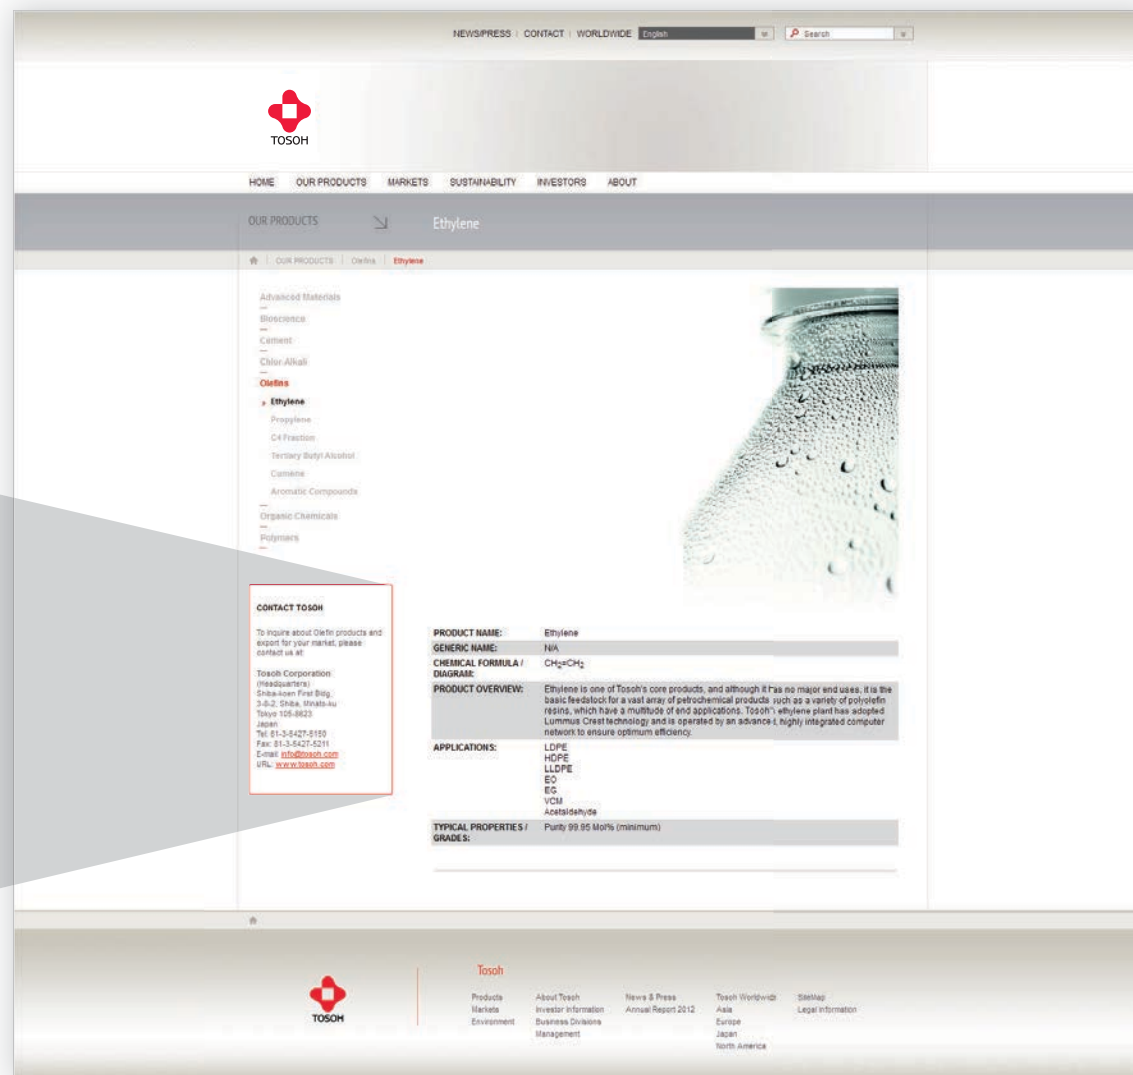 NEWS/PRESS | CONTACT | WORLDWIDE English Search
TOSOH
HOME OUR PRODUCTS MARKETS SUSTAINABILITY INVESTORS ABOUT
OUR PRODUCTS Ethylene
OUR PRODUCTS | Olefins | Ethylene
Advanced Materials
Bioscience
Cement
Chlor-Alkali
Olefins
Ethylene
Propylene
C4 Fraction
Tertiary Butyl Alcohol
Cumene
Aromatic Compounds
Organic Chemicals
Polymers
CONTACT TOSOH
To inquire about Olefin products and
export for your market, please
contact us at:
Tosoh Corporation
(Headquarters)
Shiba-koen First Bldg.
3-8-2, Shiba, Minato-ku
Tokyo 105-8623
Japan
Tel: 81-3-5427-5150
Fax: 81-3-5427-5211
E-mail: info@tosoh.com
URL: www.tosoh.com
PRODUCT NAME: Ethylene
GENERIC NAME: N/A
CHEMICAL FORMULA / DIAGRAM: CH2=CH2
PRODUCT OVERVIEW: Ethylene is one of Tosoh's core products, and although it has no major end uses, it is the
basic feedstock for a vast array of petrochemical products such as a variety of polyolefin
resins, which have a multitude of end applications. Tosoh's ethylene plant has adopted
Lummus Crest technology and is operated by an advanced, highly integrated computer
network to ensure optimum efficiency.
APPLICATIONS: LDPE
HDPE
LLDPE
EO
EG
VCM
Acetaldehyde
TYPICAL PROPERTIES / GRADES: Purity 99.95 Mol% (minimum)
TOSOH
Tosoh
Products About Tosoh News & Press Tosoh Worldwide SiteMap
Markets Investor Information Annual Report 2012 Asia Legal Information
Environment Business Divisions Europe
Management Japan
North America